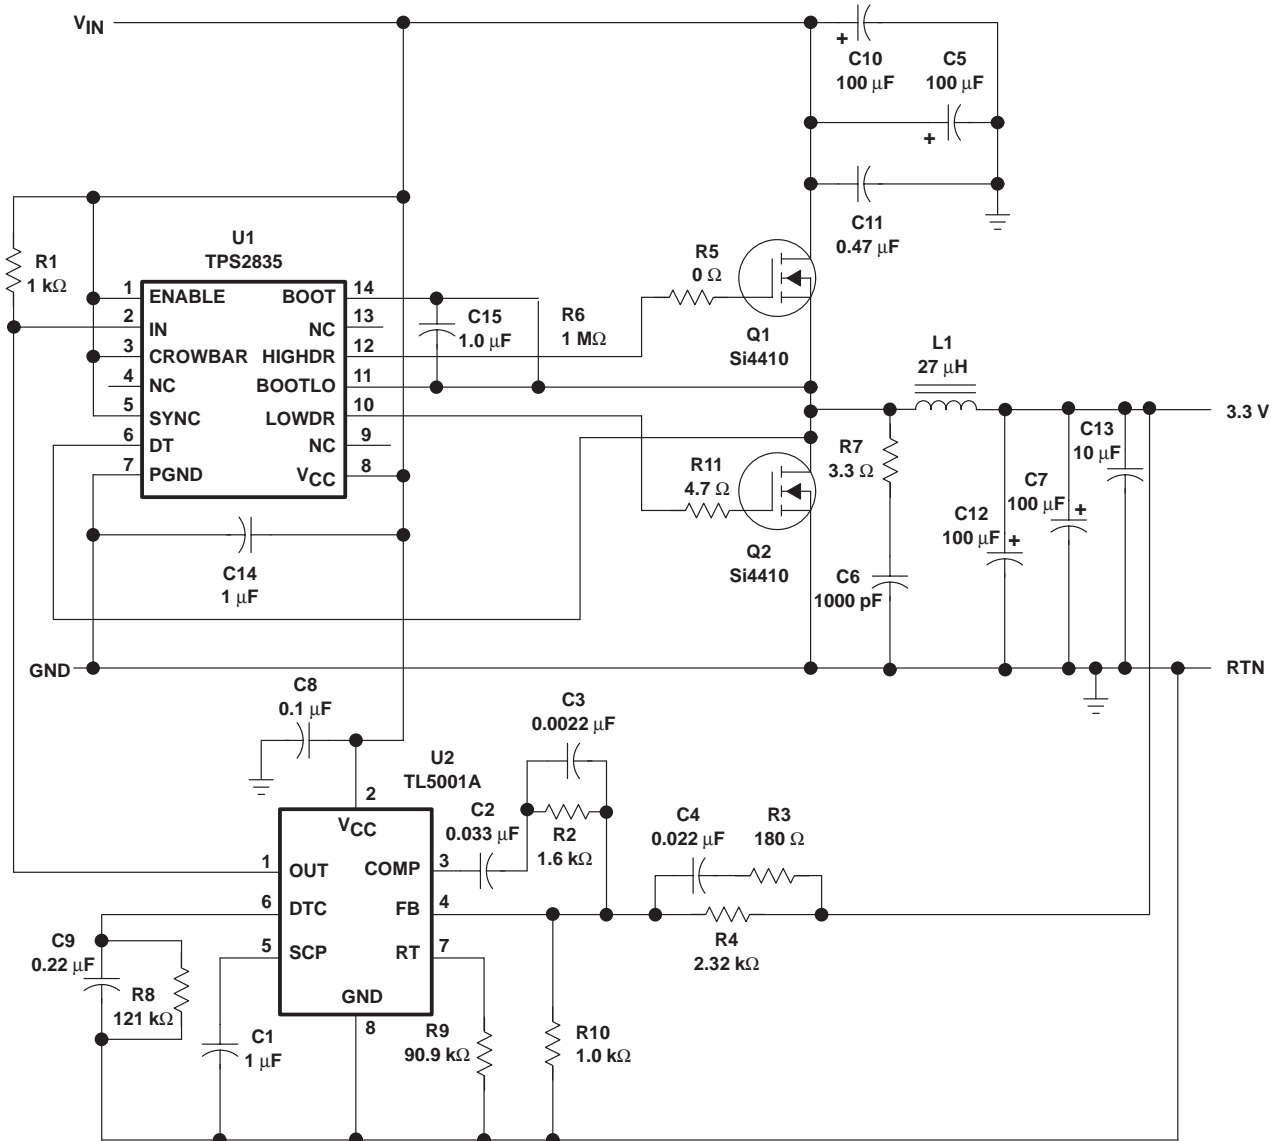 VIN
C10
100 μF
C5
100 μF
+
+
C11
0.47 μF
R1
1 kΩ
U1
TPS2835
1 ENABLE
2 IN
3 CROWBAR
4 NC
5 SYNC
6 DT
7 PGND
BOOT 14
NC 13
HIGHDR 12
BOOTLO 11
LOWDR 10
NC 9
VCC 8
C15
1.0 μF
R6
1 MΩ
R5
0 Ω
Q1
Si4410
L1
27 μH
3.3 V
R11
4.7 Ω
Q2
Si4410
R7
3.3 Ω
C6
1000 pF
C12
100 μF
+
C7
100 μF
+
C13
10 μF
C14
1 μF
GND
RTN
C8
0.1 μF
U2
TL5001A
2
VCC
1 OUT
6 DTC
5 SCP
COMP 3
FB 4
RT 7
GND
8
C3
0.0022 μF
C2
0.033 μF
R2
1.6 kΩ
C4
0.022 μF
R3
180 Ω
R4
2.32 kΩ
C9
0.22 μF
R8
121 kΩ
C1
1 μF
R9
90.9 kΩ
R10
1.0 kΩ